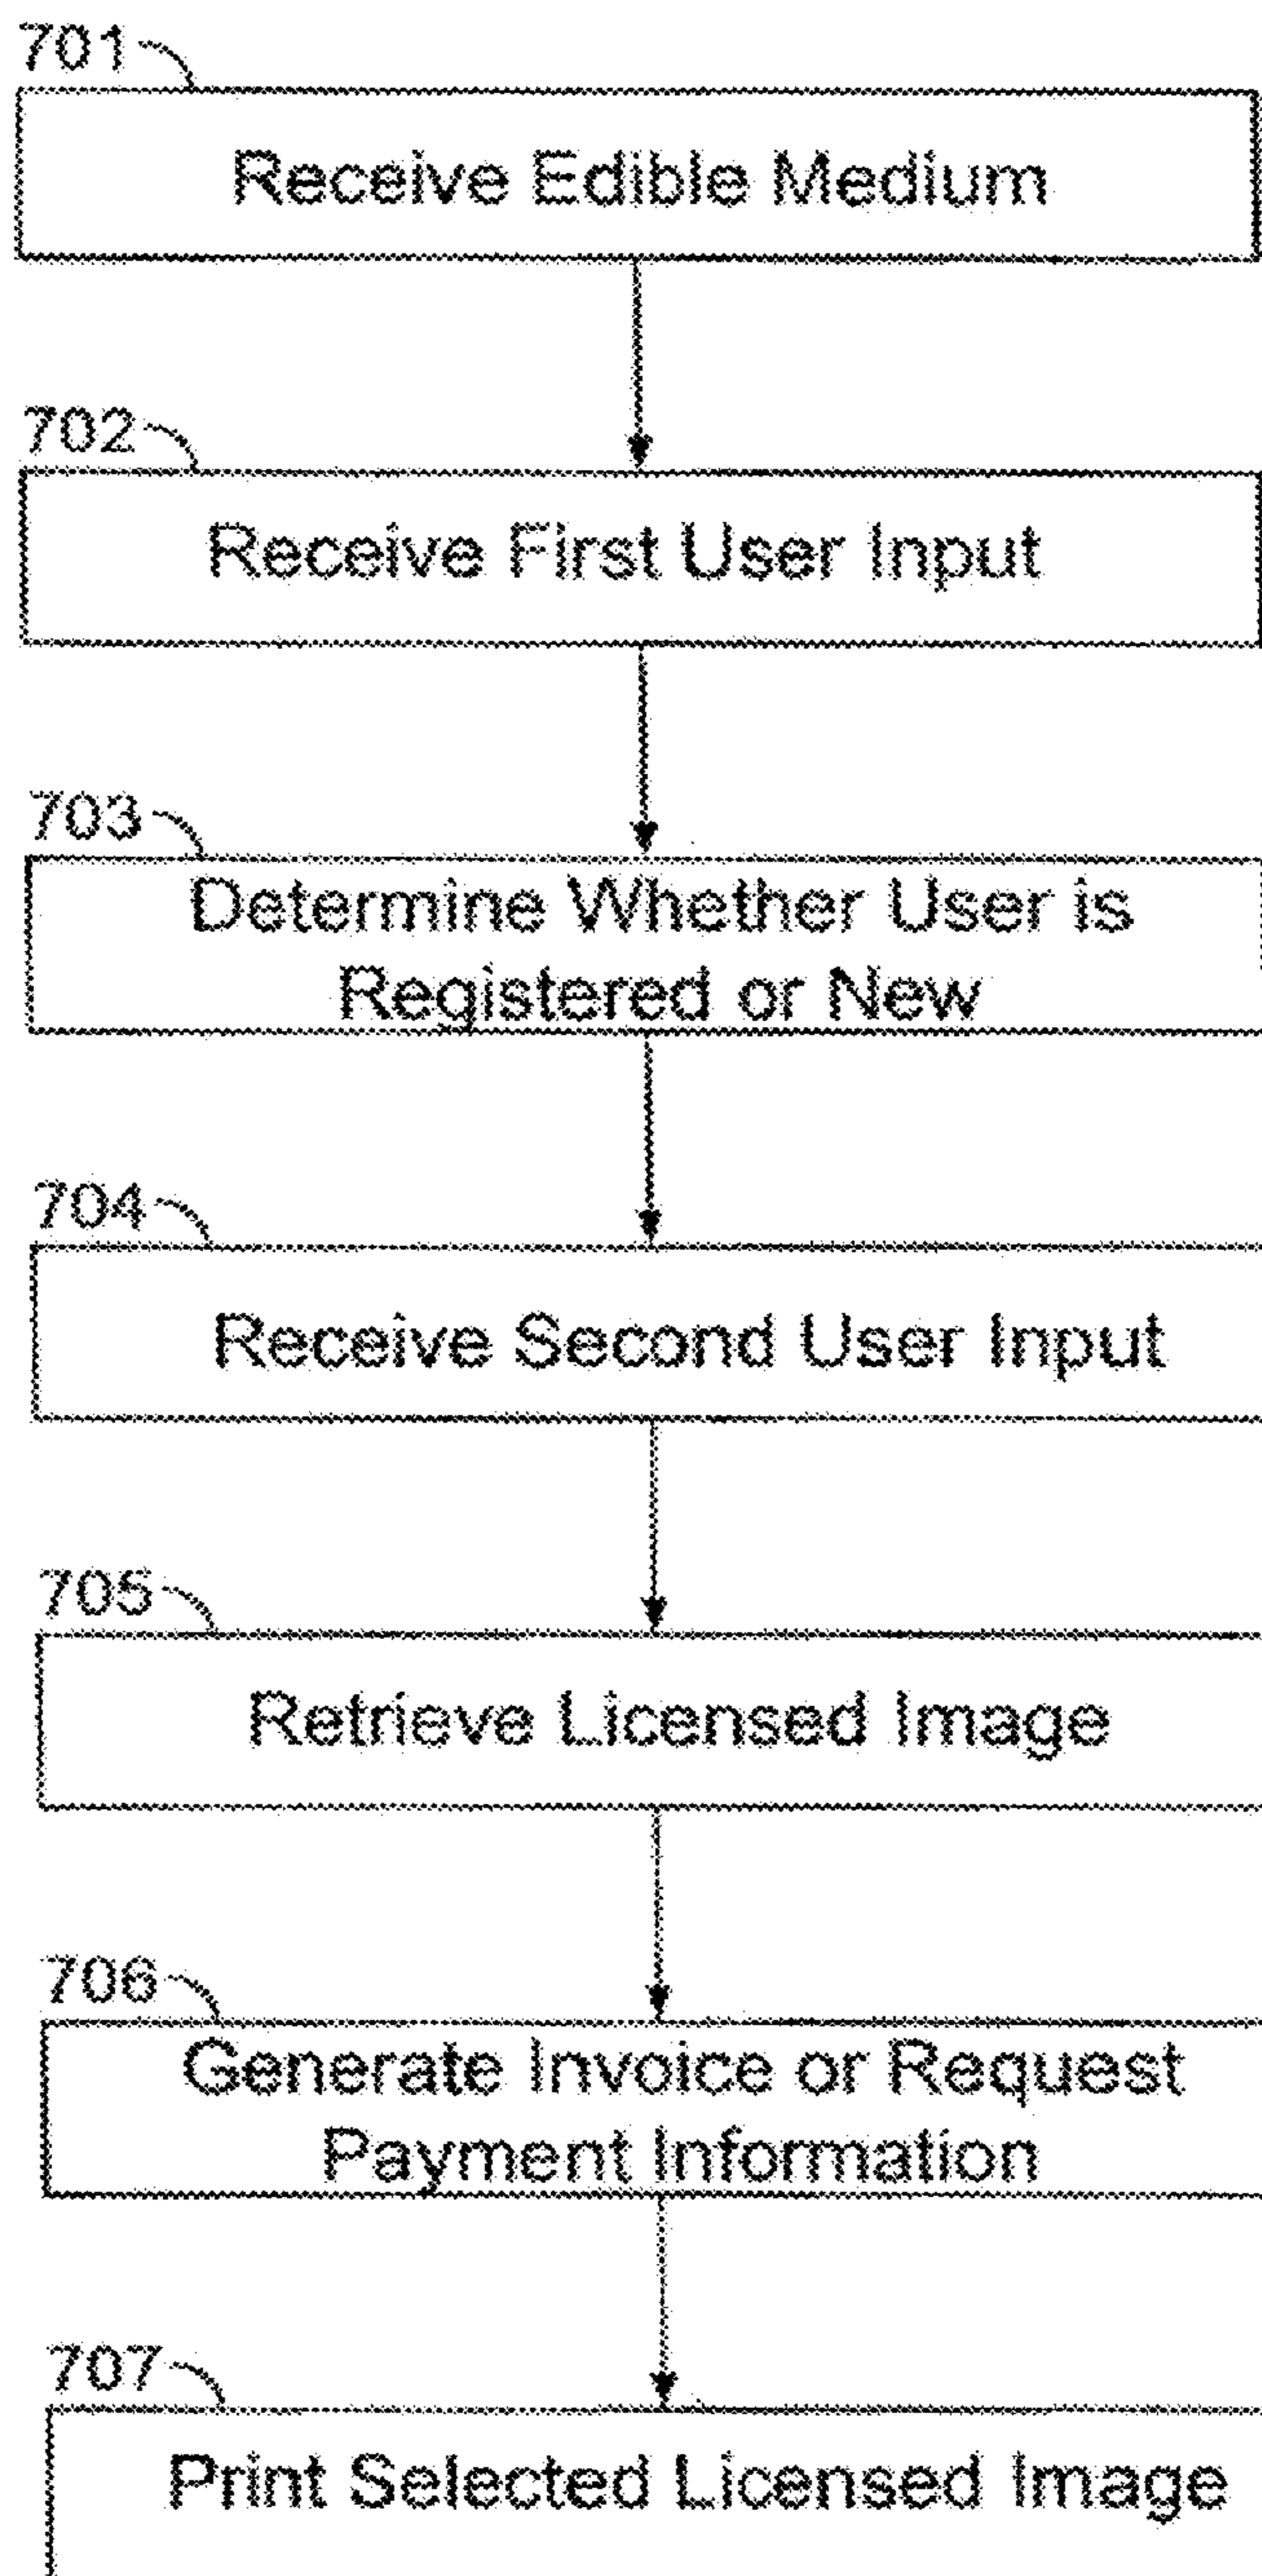 701
Receive Edible Medium
702
Receive First User Input
703
Determine Whether User is
Registered or New
704
Receive Second User Input
705
Retrieve Licensed Image
706
Generate Invoice or Request
Payment Information
707
Print Selected Licensed Image